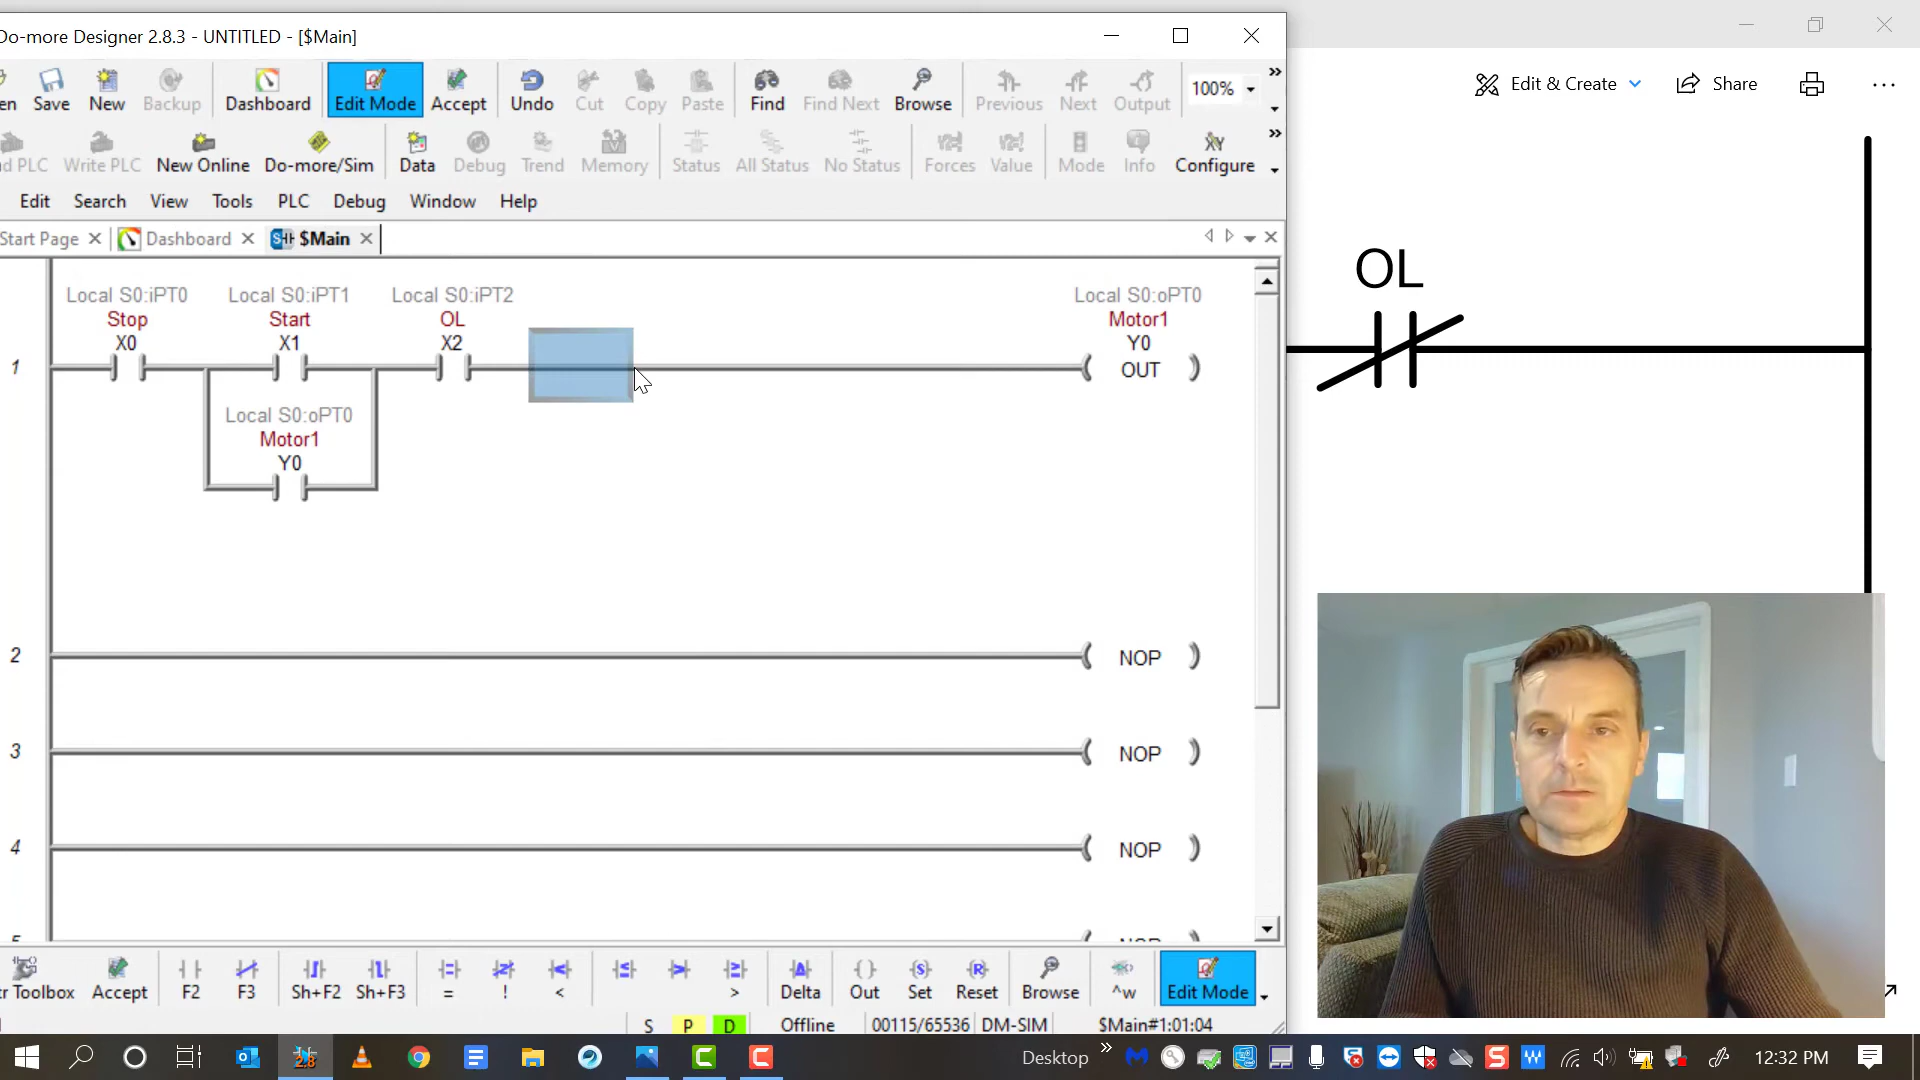 Do-more Designer 2.8.3 - UNTITLED - [$Main]
Save New Backup Dashboard Edit Mode Accept Undo Cut Copy Paste Find Find Next Browse Previous Next Output 100%
Edit & Create Share
PLC Write PLC New Online Do-more/Sim Data Debug Trend Memory Status All Status No Status Forces Value Mode Info Configure
Edit Search View Tools PLC Debug Window Help
Start Page Dashboard $Main
OL
Local S0:iPT0 Local S0:iPT1 Local S0:iPT2 Local S0:oPT0
Stop Start OL Motor1
X0 X1 X2 Y0
1 OUT
Local S0:oPT0
Motor1
Y0
2 NOP
3 NOP
4 NOP
Toolbox Accept F2 F3 Sh+F2 Sh+F3 = ! < > Delta Out Set Reset Browse ^w Edit Mode
S P D Offline 00115/65536 DM-SIM $Main#1:01:04
Desktop 12:32 PM